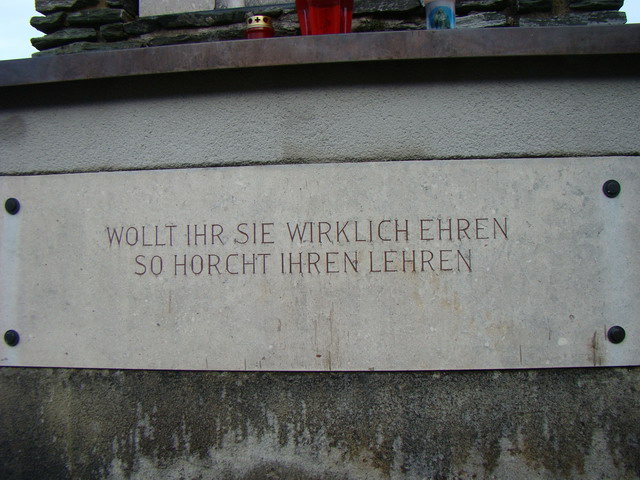 WOLLT IHR SIE WIRKLICH EHREN
SO HORCHT IHREN LEHREN